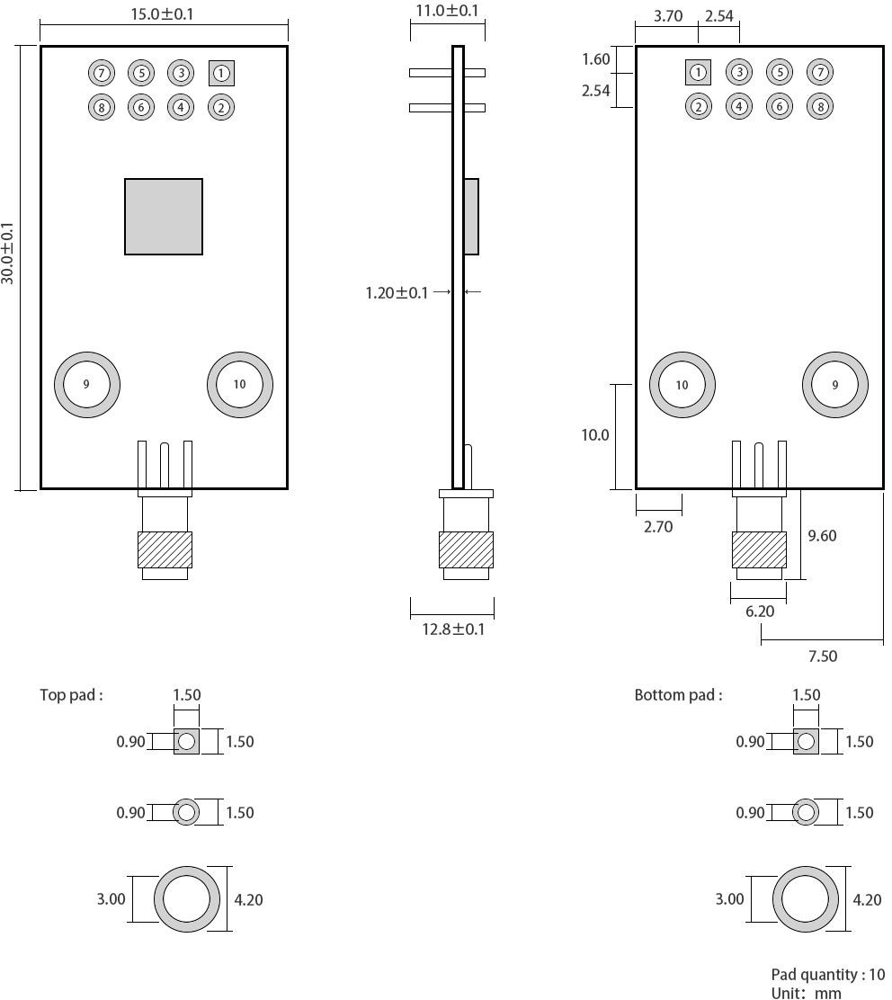 15.0±0.1
11.0±0.1
3.70 2.54
1.60
2.54
7 5 3 1
8 6 4 2
1 3 5 7
2 4 6 8
30.0±0.1
1.20±0.1
9 10
10 9
10.0
2.70
9.60
6.20
12.8±0.1
7.50
Top pad : 1.50
0.90 1.50
0.90 1.50
3.00 4.20
Bottom pad : 1.50
0.90 1.50
0.90 1.50
3.00 4.20
Pad quantity : 10
Unit: mm